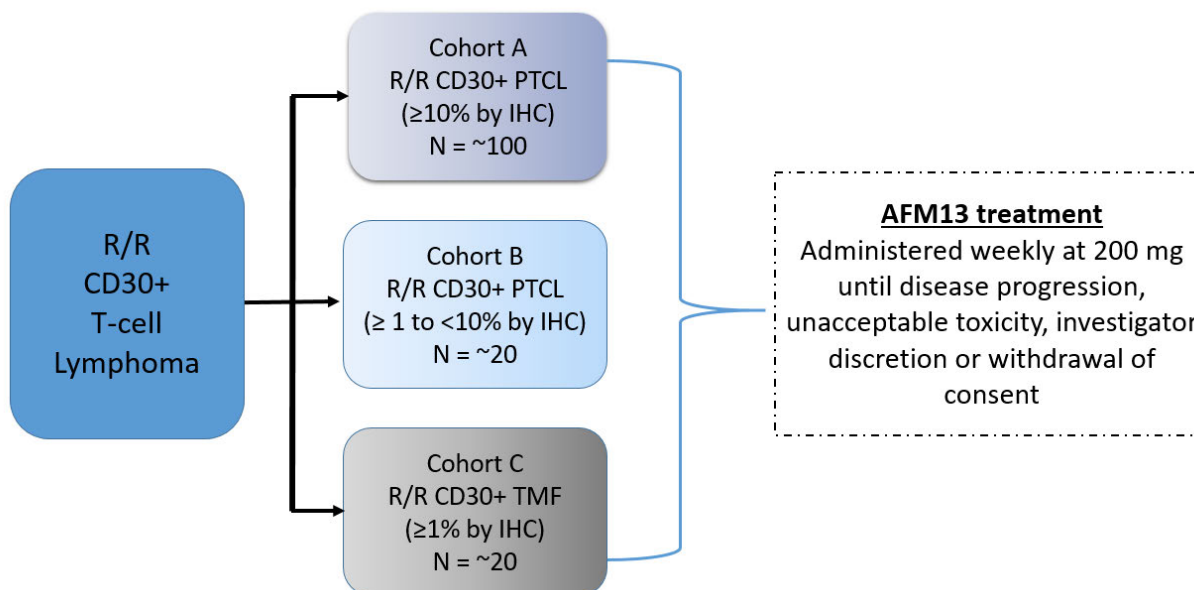 R/R
CD30+
T-cell
Lymphoma
Cohort A
R/R CD30+ PTCL
(≥10% by IHC)
N = ~100
Cohort B
R/R CD30+ PTCL
(≥ 1 to <10% by IHC)
N = ~20
Cohort C
R/R CD30+ TMF
(≥1% by IHC)
N = ~20
AFM13 treatment
Administered weekly at 200 mg
until disease progression,
unacceptable toxicity, investigator
discretion or withdrawal of
consent